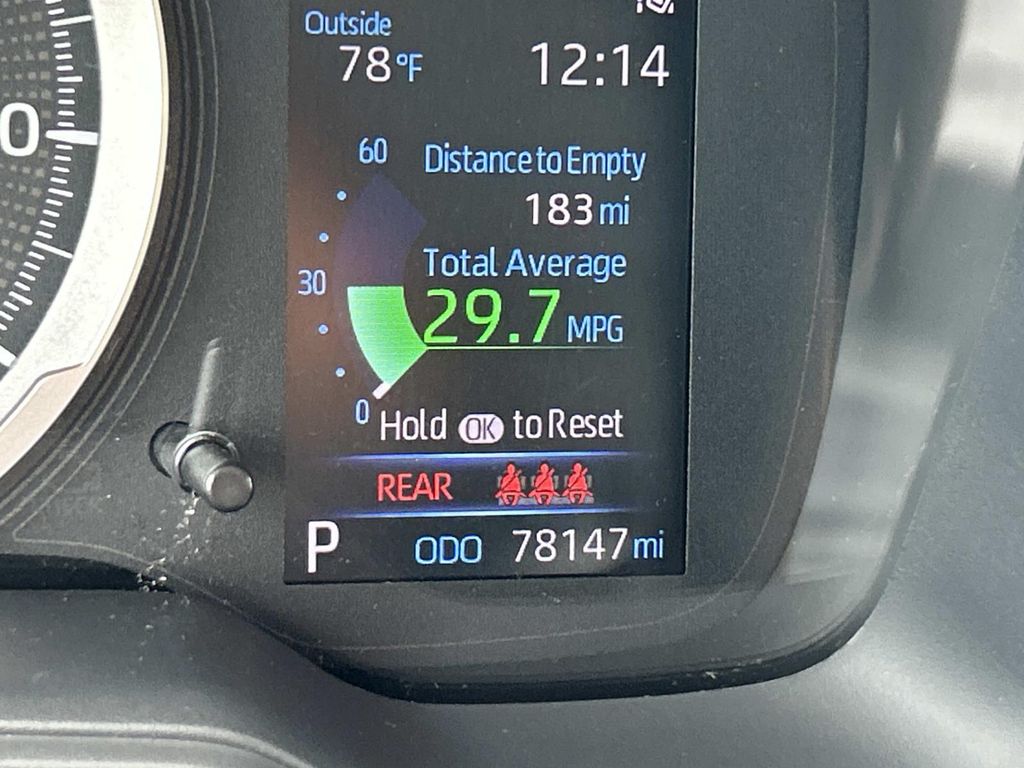 Outside
78°F 12:14
0
60
Distance to Empty
183 mi
Total Average
30
29.7 MPG
0
Hold OK to Reset
REAR
P ODO 78147 mi